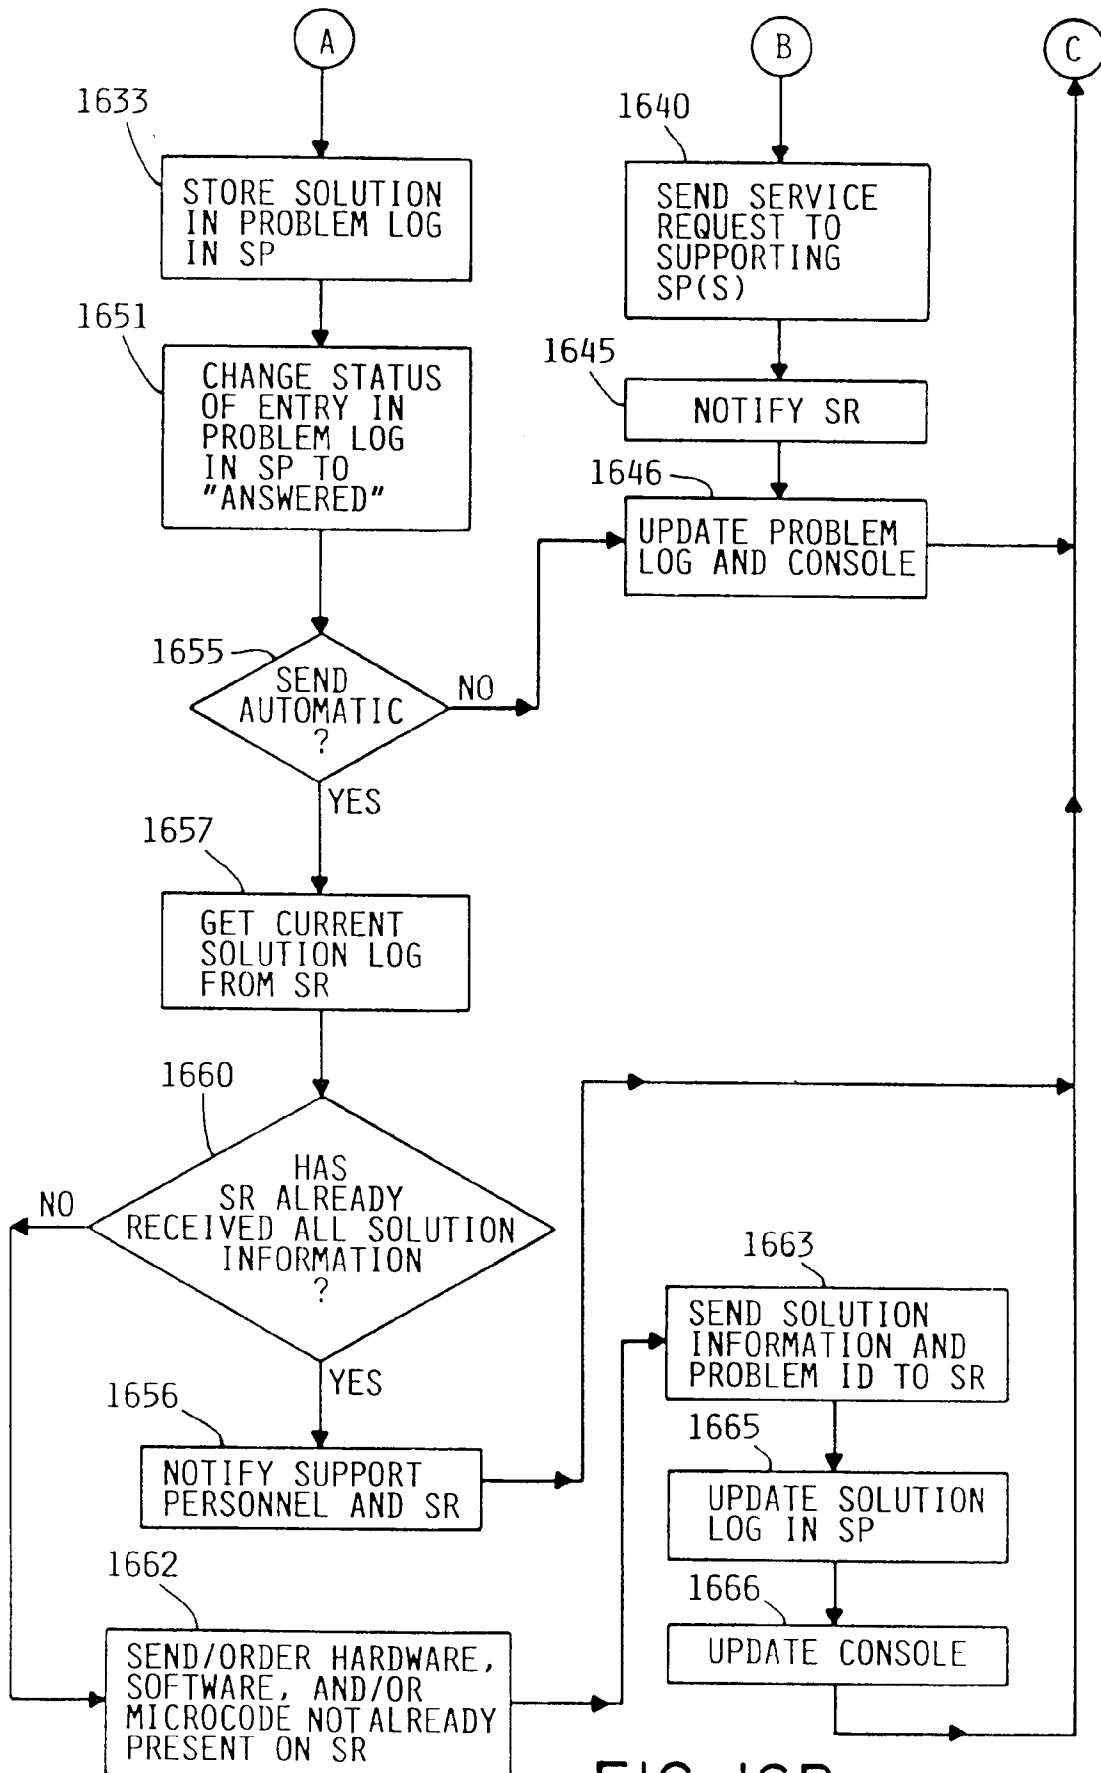 A
1633
STORE SOLUTION
IN PROBLEM LOG
IN SP
1651
CHANGE STATUS
OF ENTRY IN
PROBLEM LOG
IN SP TO
"ANSWERED"
1655
SEND
AUTOMATIC
?
NO
YES
1657
GET CURRENT
SOLUTION LOG
FROM SR
1660
HAS
SR ALREADY
RECEIVED ALL SOLUTION
INFORMATION
?
NO
YES
1656
NOTIFY SUPPORT
PERSONNEL AND SR
1662
SEND/ORDER HARDWARE,
SOFTWARE, AND/OR
MICROCODE NOT ALREADY
PRESENT ON SR
B
1640
SEND SERVICE
REQUEST TO
SUPPORTING
SP(S)
1645
NOTIFY SR
1646
UPDATE PROBLEM
LOG AND CONSOLE
C
1663
SEND SOLUTION
INFORMATION AND
PROBLEM ID TO SR
1665
UPDATE SOLUTION
LOG IN SP
1666
UPDATE CONSOLE